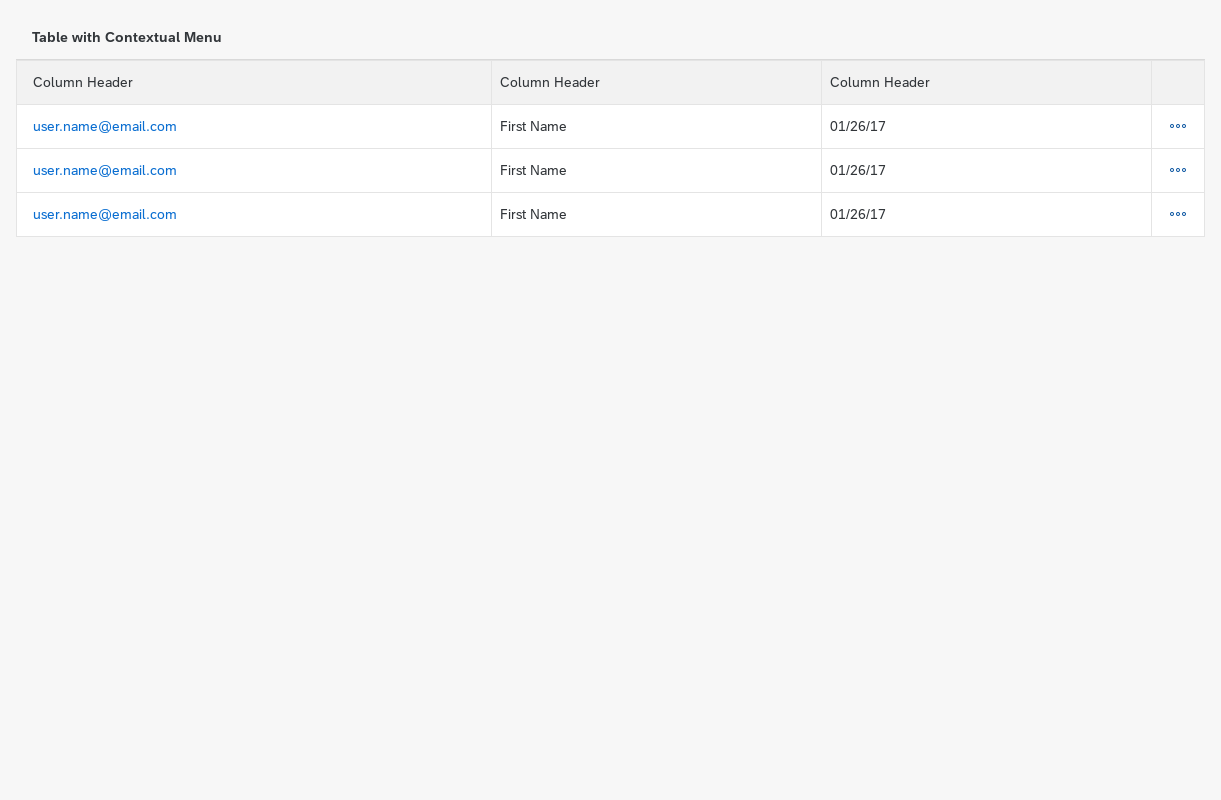 Table with Contextual Menu
Column Header Column Header Column Header
user.name@email.com First Name 01/26/17
user.name@email.com First Name 01/26/17
user.name@email.com First Name 01/26/17